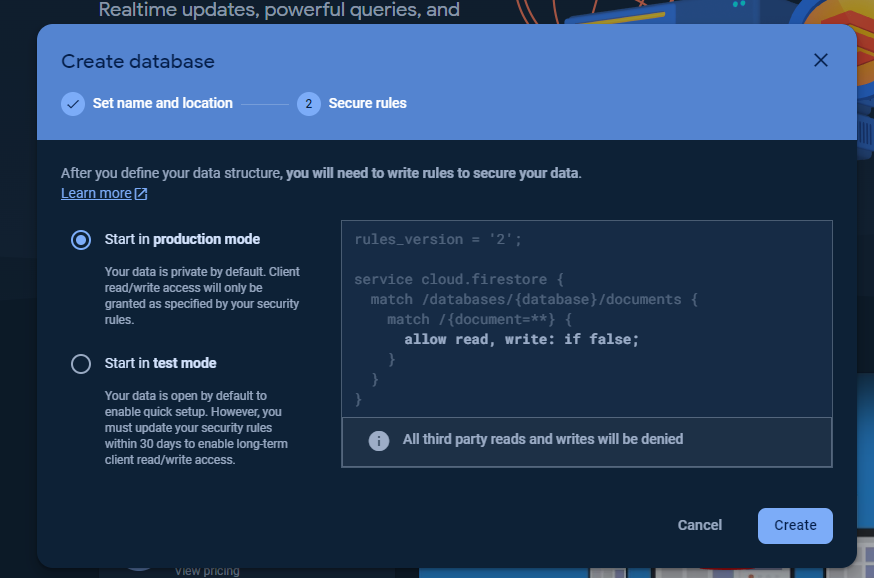 Realtime updates, powerful queries, and
Create database
Set name and location
2 Secure rules
After you define your data structure, you will need to write rules to secure your data.
Learn more
Start in production mode
Your data is private by default. Client
read/write access will only be
granted as specified by your security
rules.
Start in test mode
Your data is open by default to
enable quick setup. However, you
must update your security rules
within 30 days to enable long-term
client read/write access.
rules_version = '2';
service cloud.firestore {
match /databases/{database}/documents {
match /{document=**} {
allow read, write: if false;
}
}
}
All third party reads and writes will be denied
Cancel
Create
View pricing